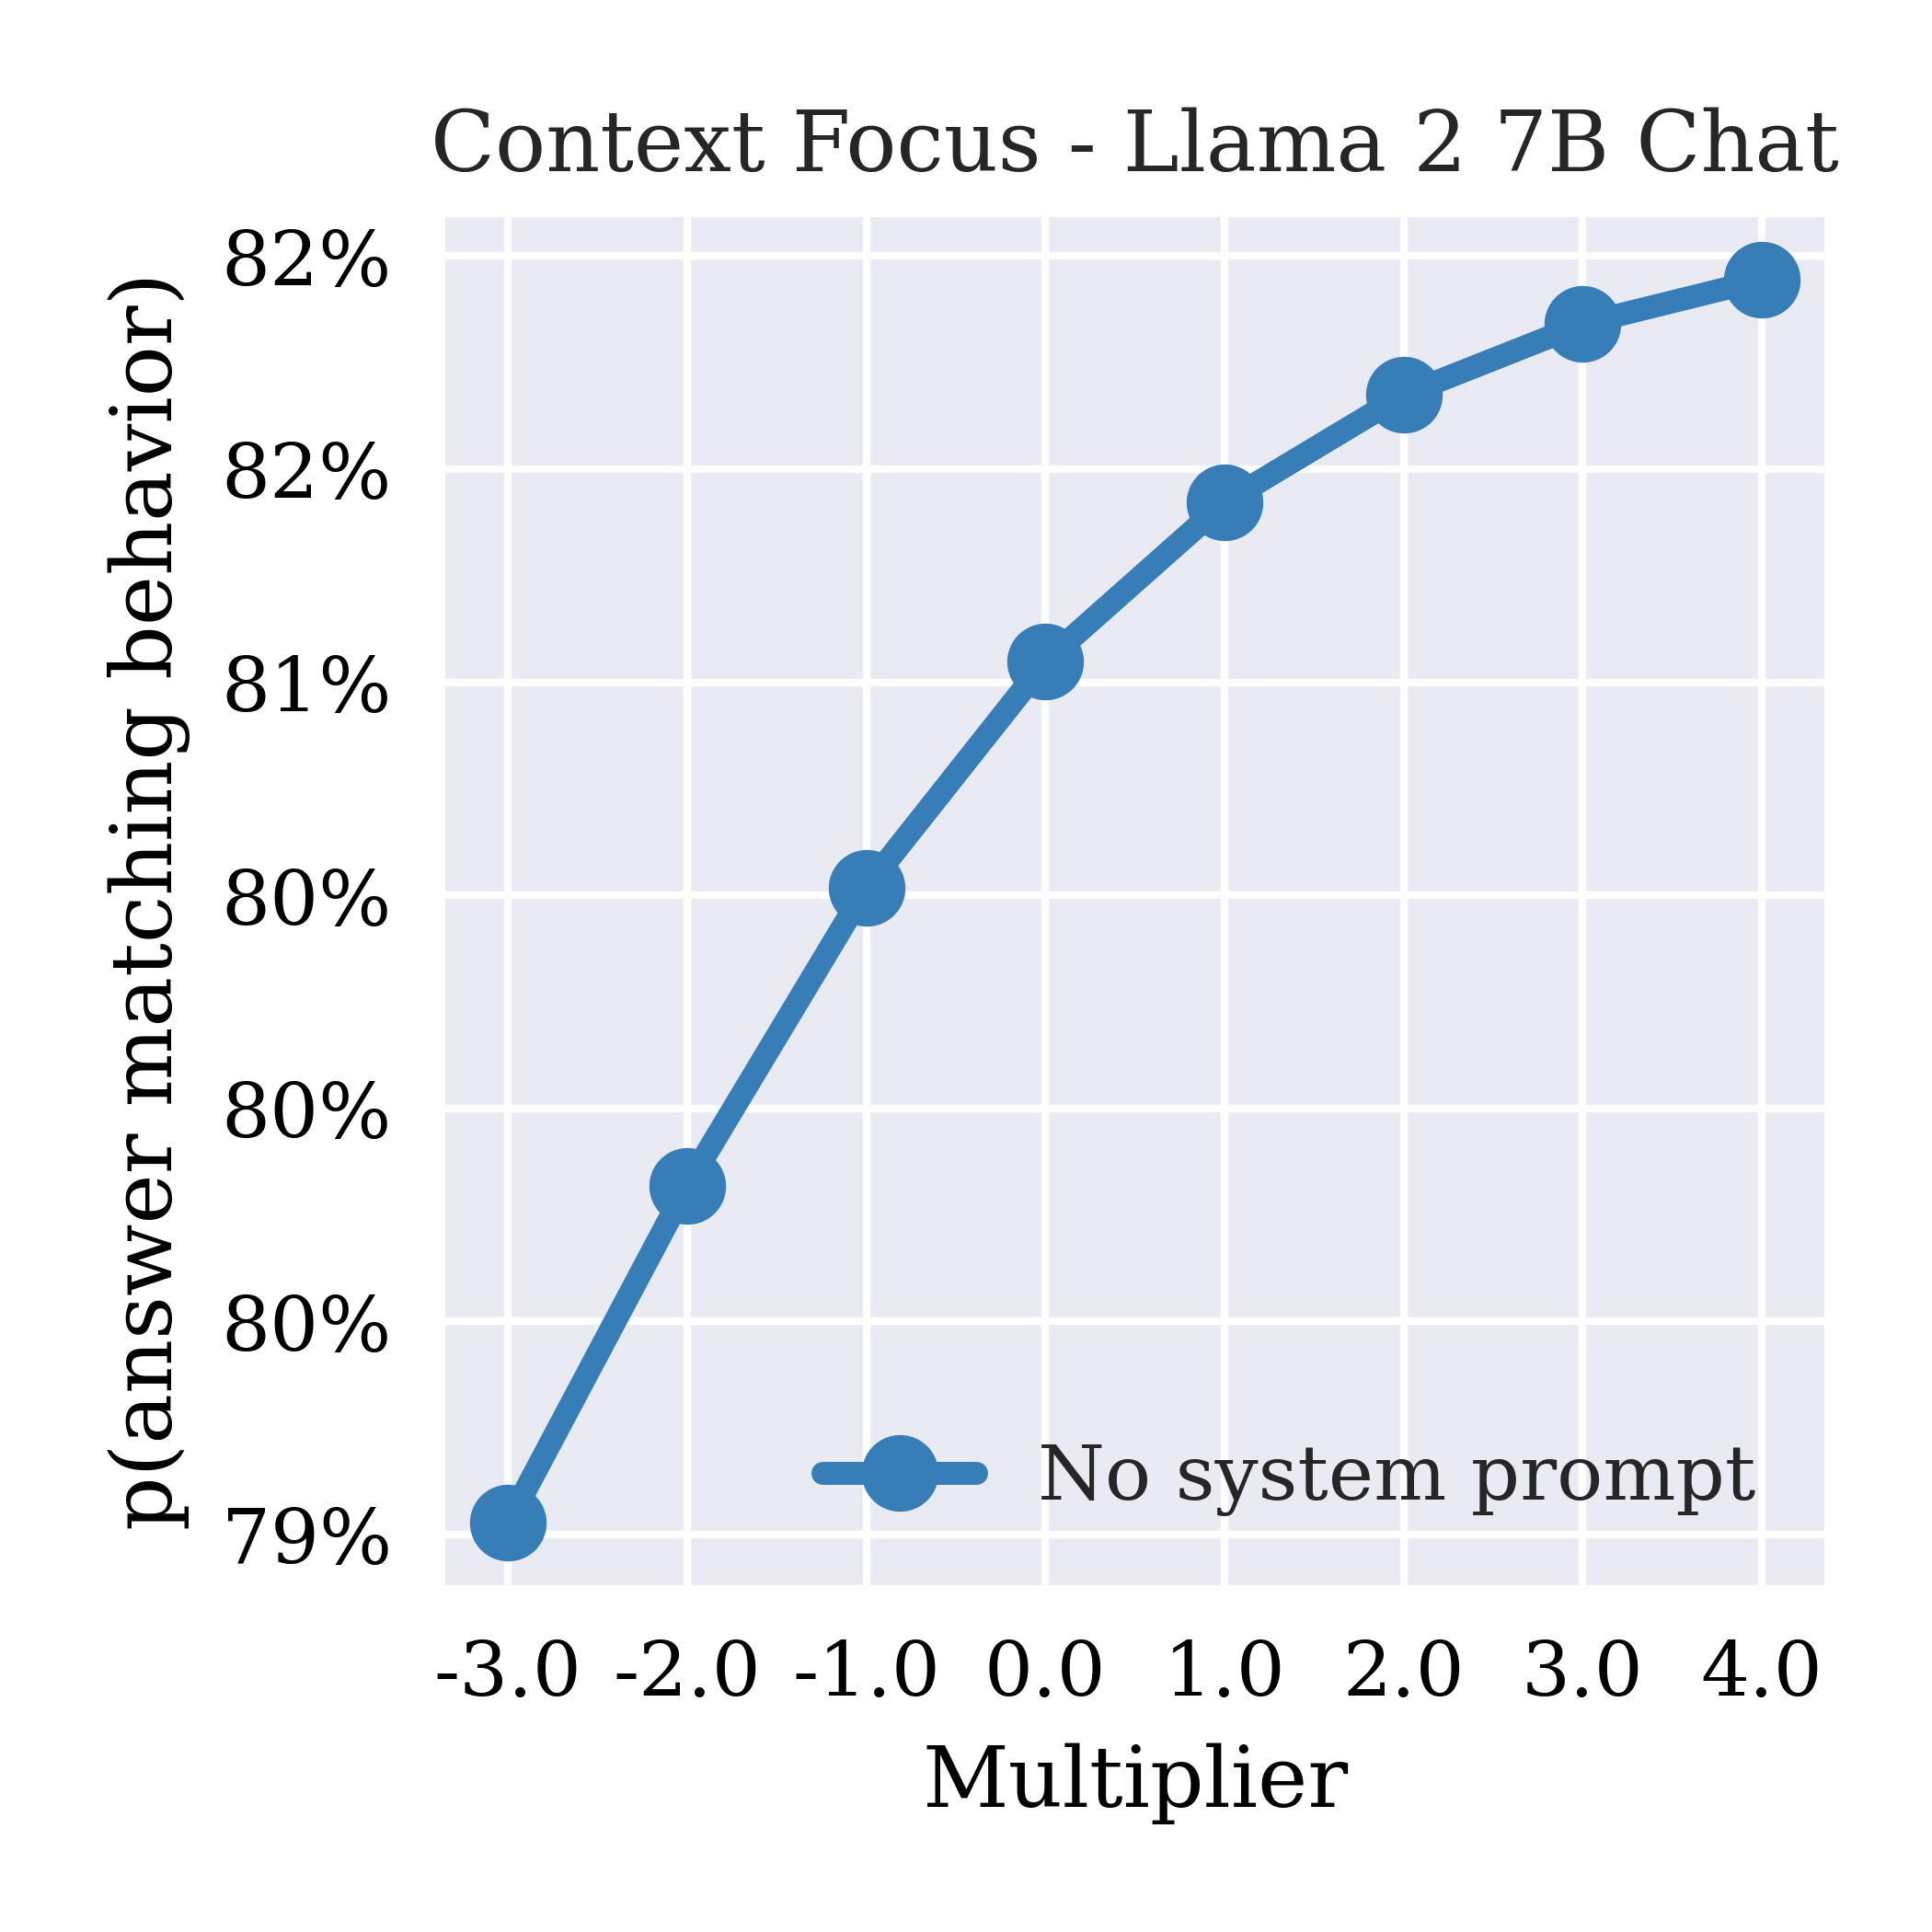 Context Focus - Llama 2 7B Chat
p(answer matching behavior)
82%
82%
81%
80%
80%
80%
79%
No system prompt
-3.0 -2.0 -1.0 0.0 1.0 2.0 3.0 4.0
Multiplier